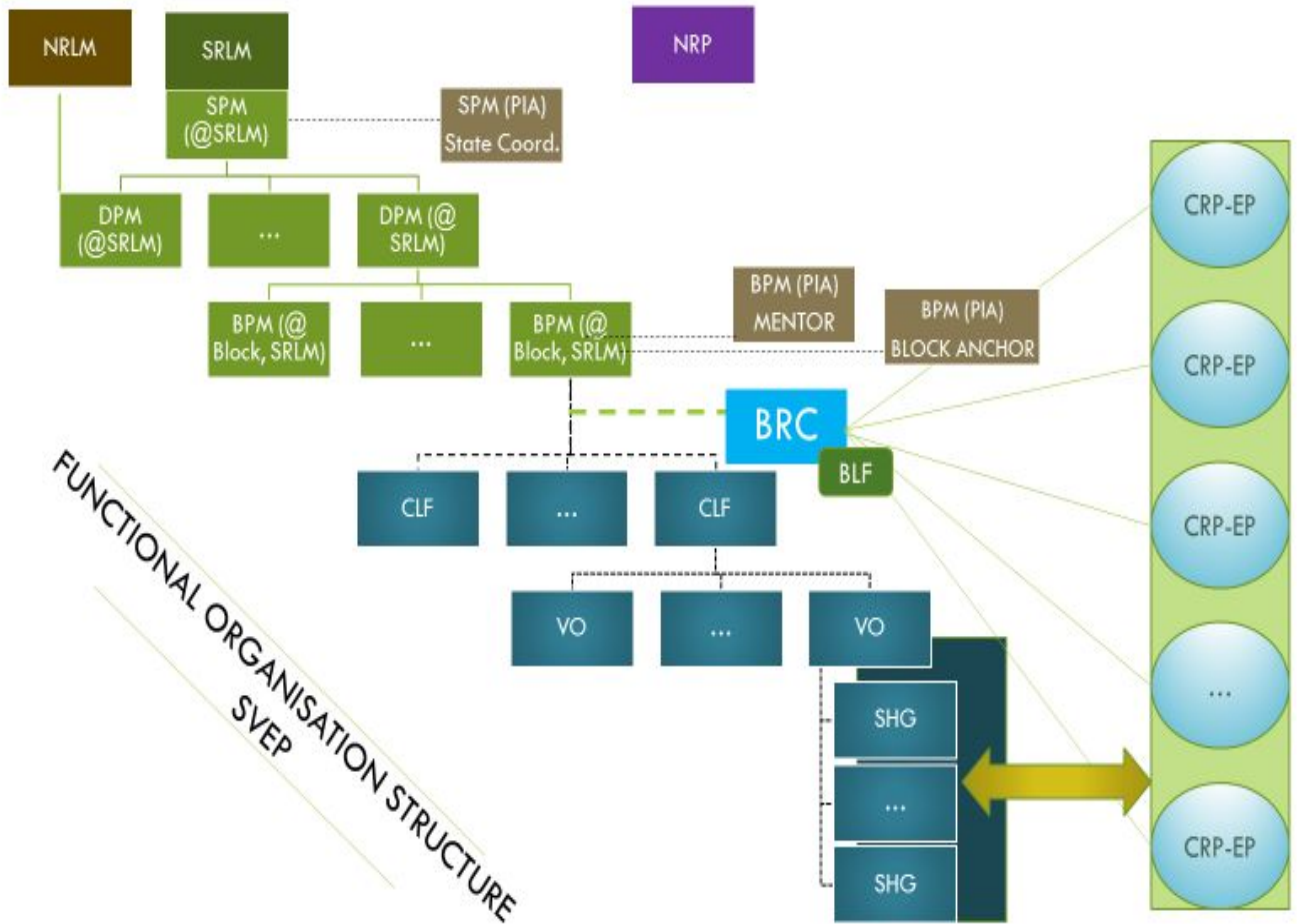 NRLM
SRLM
NRP
SPM
(@SRLM)
SPM (PIA)
State Coord.
DPM
(@SRLM)
...
DPM (@
SRLM)
BPM (@
Block, SRLM)
...
BPM (@
Block, SRLM)
BPM (PIA)
MENTOR
BPM (PIA)
BLOCK ANCHOR
BRC
BLF
CLF
...
CLF
VO
...
VO
SHG
...
SHG
CRP-EP
CRP-EP
CRP-EP
...
CRP-EP
FUNCTIONAL ORGANISATION STRUCTURE
SVEP